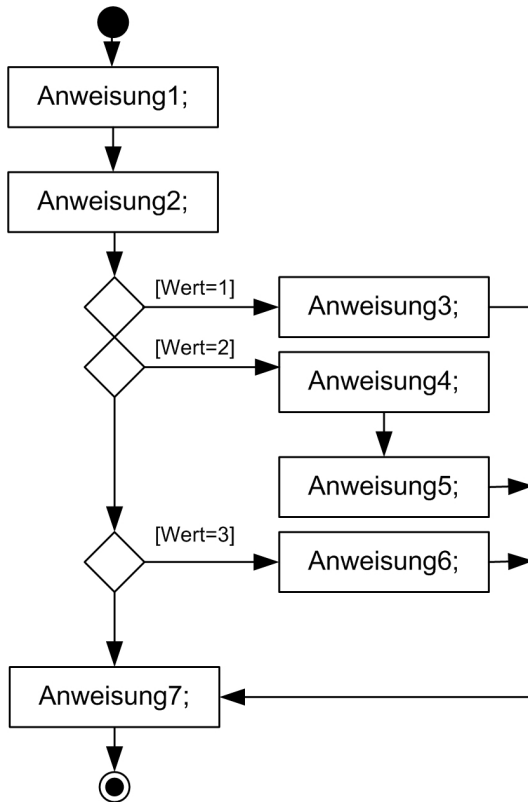 Anweisung1;
Anweisung2;
[Wert=1]
Anweisung3;
[Wert=2]
Anweisung4;
Anweisung5;
[Wert=3]
Anweisung6;
Anweisung7;